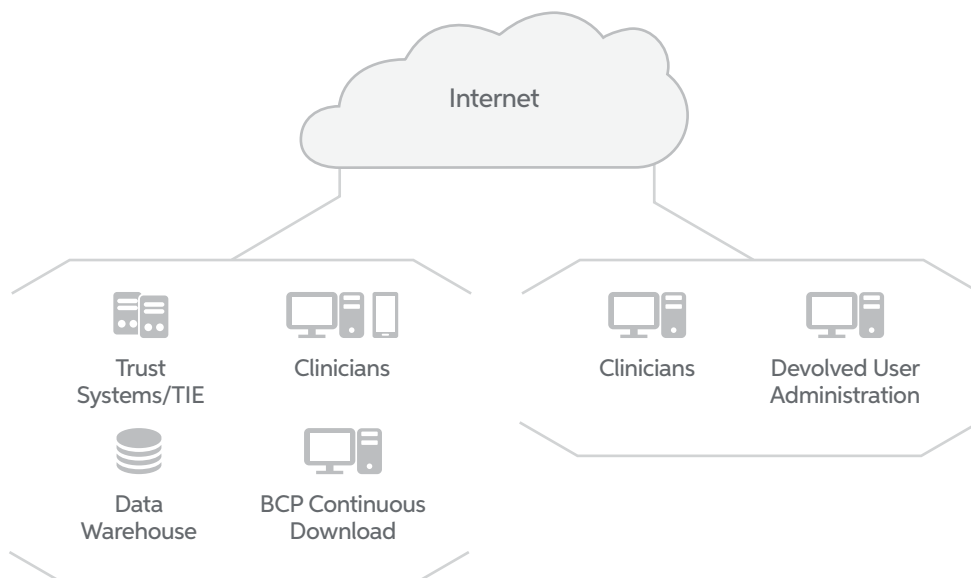 Internet
Trust
Systems/TIE
Clinicians
Clinicians
Devolved User
Administration
Data
Warehouse
BCP Continuous
Download